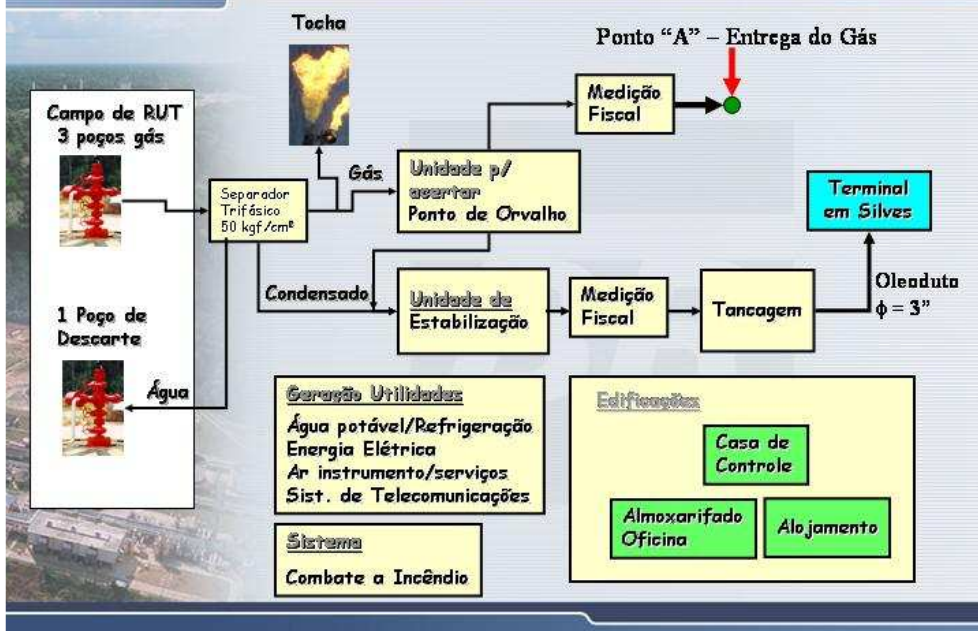 Tocha
Ponto “A” – Entrega do Gás
Campo de RUT
3 poços gás
Medição
Fiscal
Gás
Unidade p/
acertar
Ponto de Orvalho
Separador
Trifásico
50 kgf/cm²
Terminal
em Silves
Condensado
Unidade de
Estabilização
Medição
Fiscal
Tancagem
Oleoduto
ϕ = 3”
1 Poço de
Descarte
Água
Geração Utilidades
Água potável/Refrigeração
Energia Elétrica
Ar instrumento/serviços
Sist. de Telecomunicações
Edificações
Casa de
Controle
Almoxarifado
Oficina
Alojamento
Sistema
Combate a Incêndio